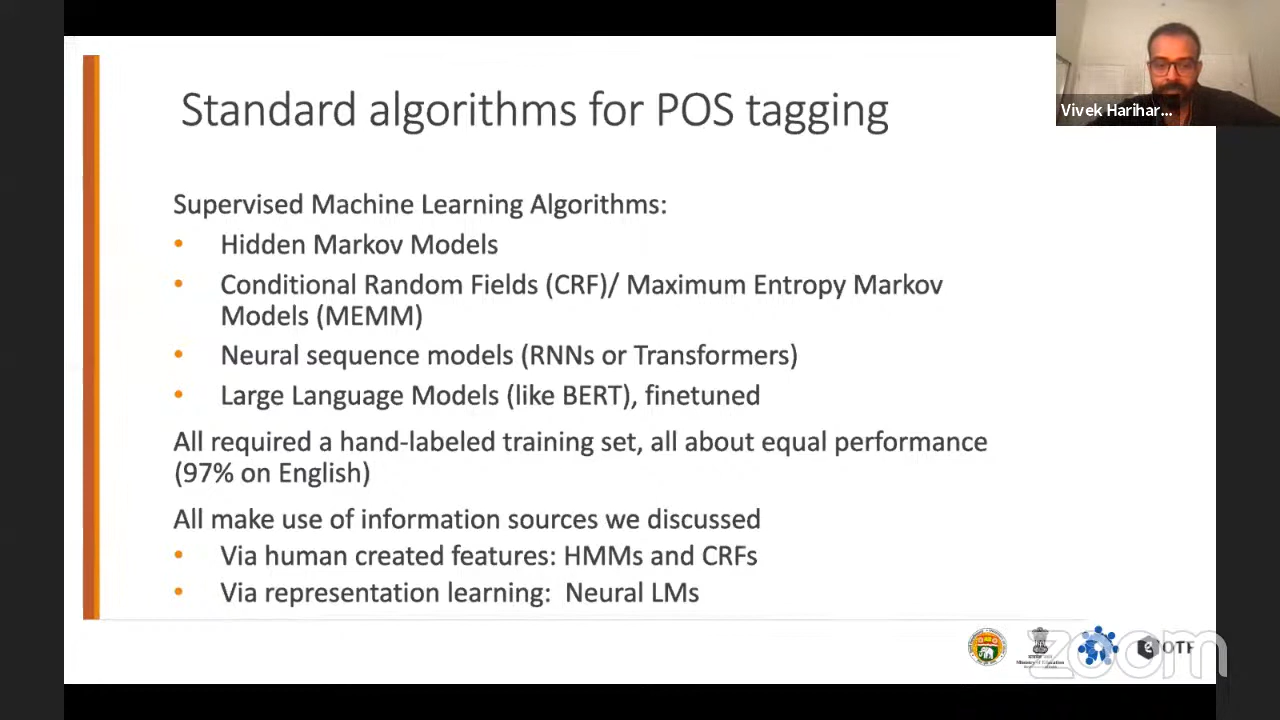 Standard algorithms for POS tagging
Vivek Harihar...
Supervised Machine Learning Algorithms:
• Hidden Markov Models
• Conditional Random Fields (CRF)/ Maximum Entropy Markov
Models (MEMM)
• Neural sequence models (RNNs or Transformers)
• Large Language Models (like BERT), finetuned
All required a hand-labeled training set, all about equal performance
(97% on English)
All make use of information sources we discussed
• Via human created features: HMMs and CRFs
• Via representation learning: Neural LMs
zoom